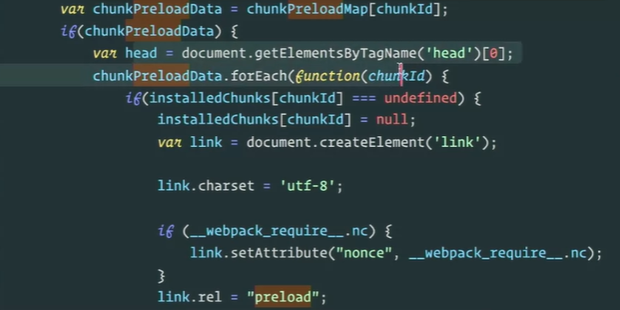 var chunkPreloadData = chunkPreloadMap[chunkId];
if(chunkPreloadData) {
var head = document.getElementsByTagName('head')[0];
chunkPreloadData.forEach(function(chunkId) {
if(installedChunks[chunkId] === undefined) {
installedChunks[chunkId] = null;
var link = document.createElement('link');
link.charset = 'utf-8';
if (__webpack_require__.nc) {
link.setAttribute("nonce", __webpack_require__.nc);
}
link.rel = "preload";